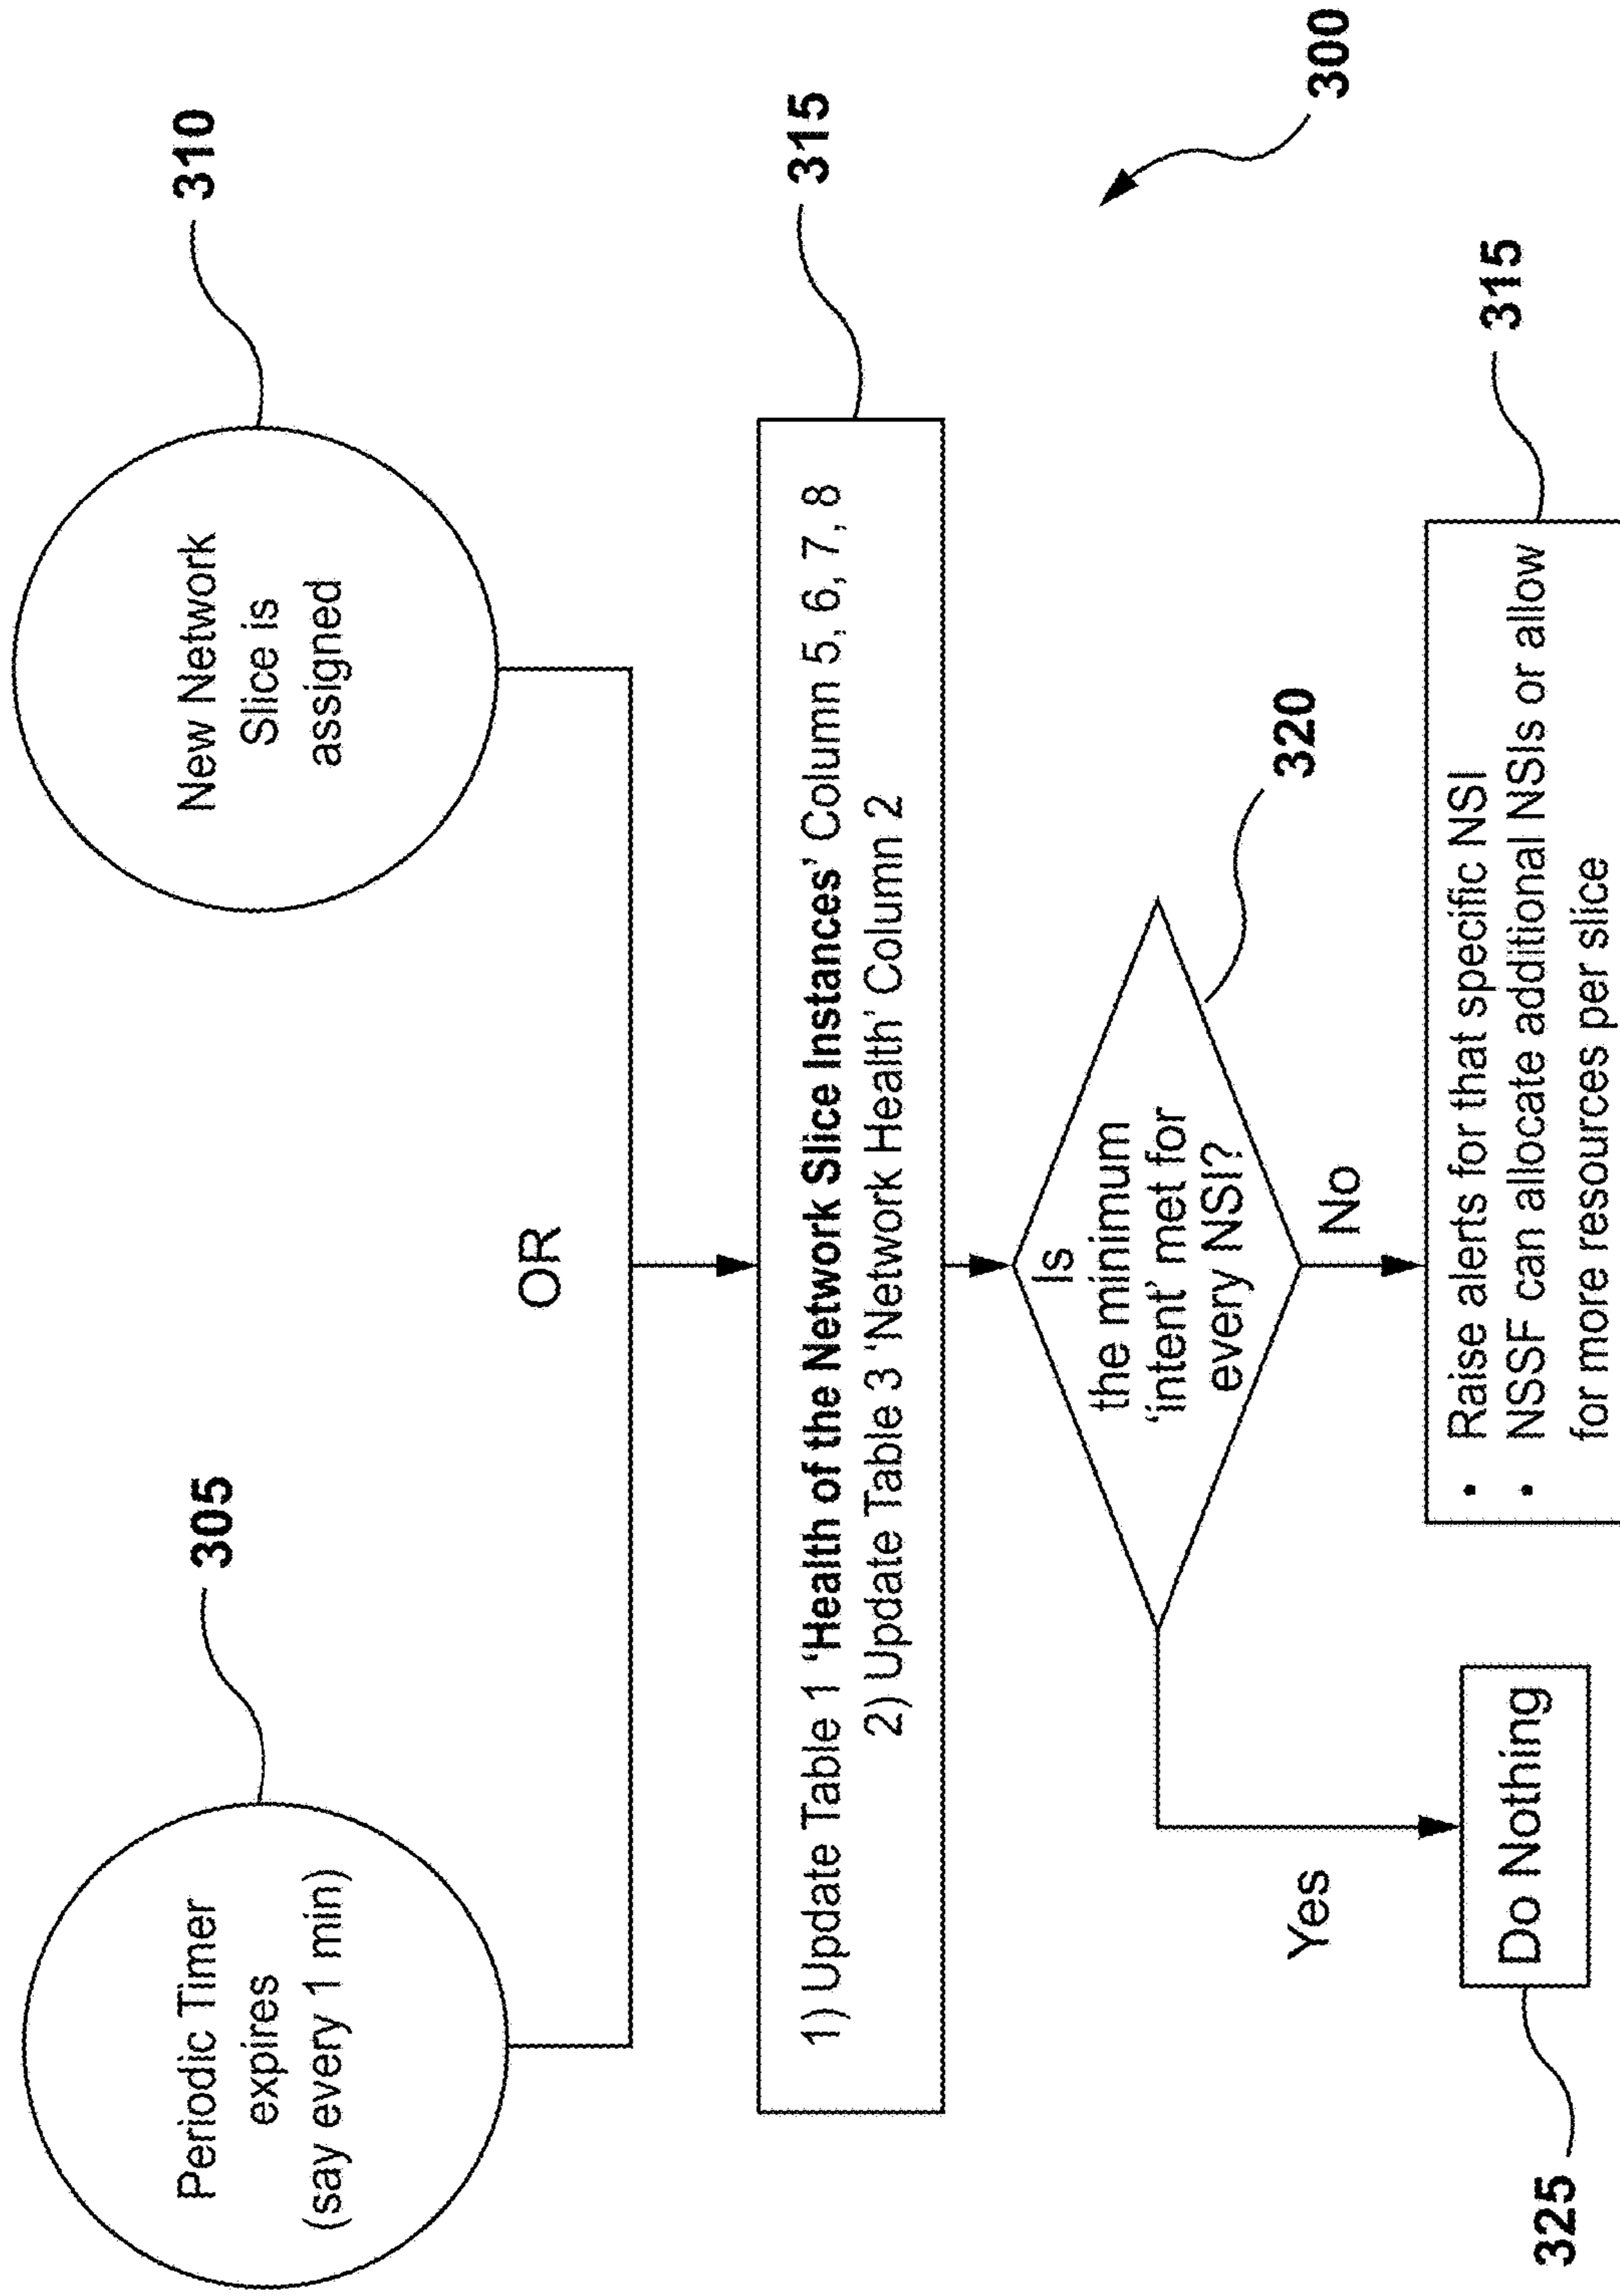 305
Periodic Timer
expires
(say every 1 min)
310
New Network
Slice is
assigned
OR
315
1) Update Table 1 ‘Health of the Network Slice Instances’ Column 5, 6, 7, 8
2) Update Table 3 ‘Network Health’ Column 2
300
320
Is
the minimum
‘intent’ met for
every NSI?
Yes
No
325
Do Nothing
315
• Raise alerts for that specific NSI
• NSSF can allocate additional NSIs or allow
for more resources per slice